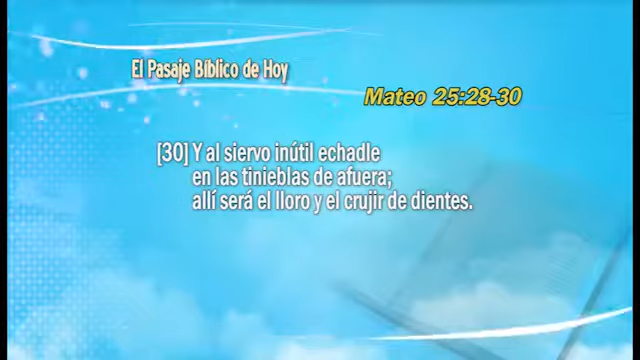 El Pasaje Bíblico de Hoy
Mateo 25:28-30
[30] Y al siervo inútil echadle
en las tinieblas de afuera;
allí será el lloro y el crujir de dientes.